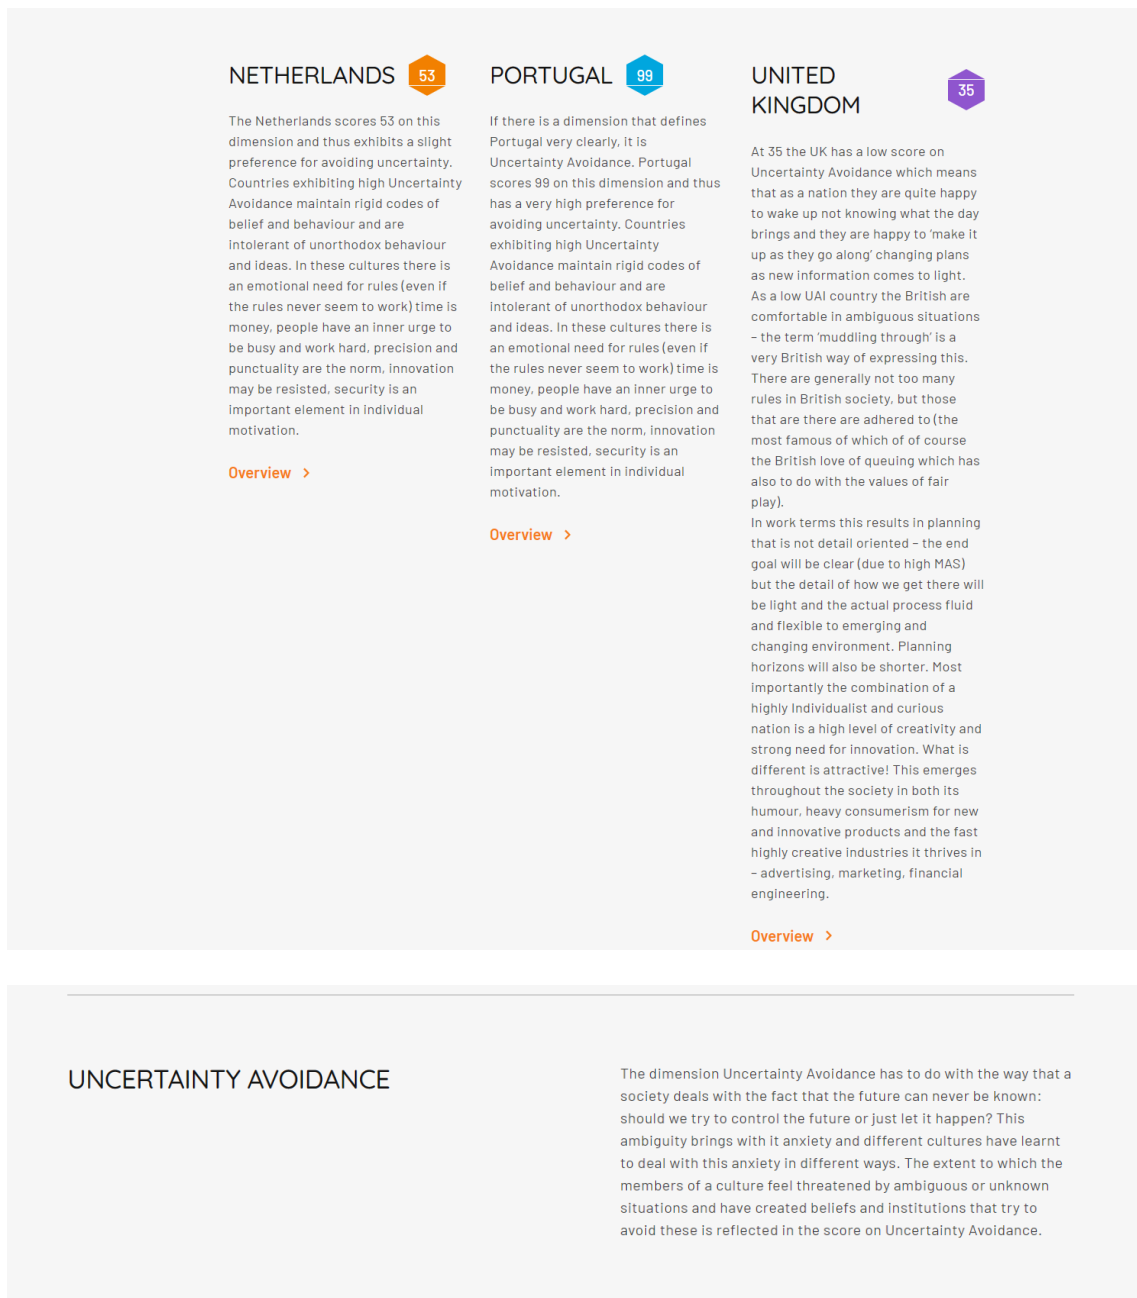 NETHERLANDS
53
The Netherlands scores 53 on this
dimension and thus exhibits a slight
preference for avoiding uncertainty.
Countries exhibiting high Uncertainty
Avoidance maintain rigid codes of
belief and behaviour and are
intolerant of unorthodox behaviour
and ideas. In these cultures there is
an emotional need for rules (even if
the rules never seem to work) time is
money, people have an inner urge to
be busy and work hard, precision and
punctuality are the norm, innovation
may be resisted, security is an
important element in individual
motivation.
Overview
PORTUGAL
99
If there is a dimension that defines
Portugal very clearly, it is
Uncertainty Avoidance. Portugal
scores 99 on this dimension and thus
has a very high preference for
avoiding uncertainty. Countries
exhibiting high Uncertainty
Avoidance maintain rigid codes of
belief and behaviour and are
intolerant of unorthodox behaviour
and ideas. In these cultures there is
an emotional need for rules (even if
the rules never seem to work) time is
money, people have an inner urge to
be busy and work hard, precision and
punctuality are the norm, innovation
may be resisted, security is an
important element in individual
motivation.
Overview
UNITED
KINGDOM
35
At 35 the UK has a low score on
Uncertainty Avoidance which means
that as a nation they are quite happy
to wake up not knowing what the day
brings and they are happy to ‘make it
up as they go along’ changing plans
as new information comes to light.
As a low UAI country the British are
comfortable in ambiguous situations
– the term ‘muddling through’ is a
very British way of expressing this.
There are generally not too many
rules in British society, but those
that are there are adhered to (the
most famous of which of of course
the British love of queuing which has
also to do with the values of fair
play).
In work terms this results in planning
that is not detail oriented – the end
goal will be clear (due to high MAS)
but the detail of how we get there will
be light and the actual process fluid
and flexible to emerging and
changing environment. Planning
horizons will also be shorter. Most
importantly the combination of a
highly Individualist and curious
nation is a high level of creativity and
strong need for innovation. What is
different is attractive! This emerges
throughout the society in both its
humour, heavy consumerism for new
and innovative products and the fast
highly creative industries it thrives in
– advertising, marketing, financial
engineering.
Overview
UNCERTAINTY AVOIDANCE
The dimension Uncertainty Avoidance has to do with the way that a
society deals with the fact that the future can never be known:
should we try to control the future or just let it happen? This
ambiguity brings with it anxiety and different cultures have learnt
to deal with this anxiety in different ways. The extent to which the
members of a culture feel threatened by ambiguous or unknown
situations and have created beliefs and institutions that try to
avoid these is reflected in the score on Uncertainty Avoidance.